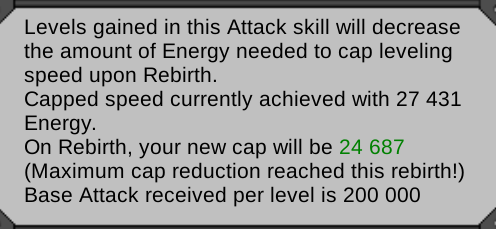 Levels gained in this Attack skill will decrease
the amount of Energy needed to cap leveling
speed upon Rebirth.
Capped speed currently achieved with 27 431
Energy.
On Rebirth, your new cap will be 24 687
(Maximum cap reduction reached this rebirth!)
Base Attack received per level is 200 000